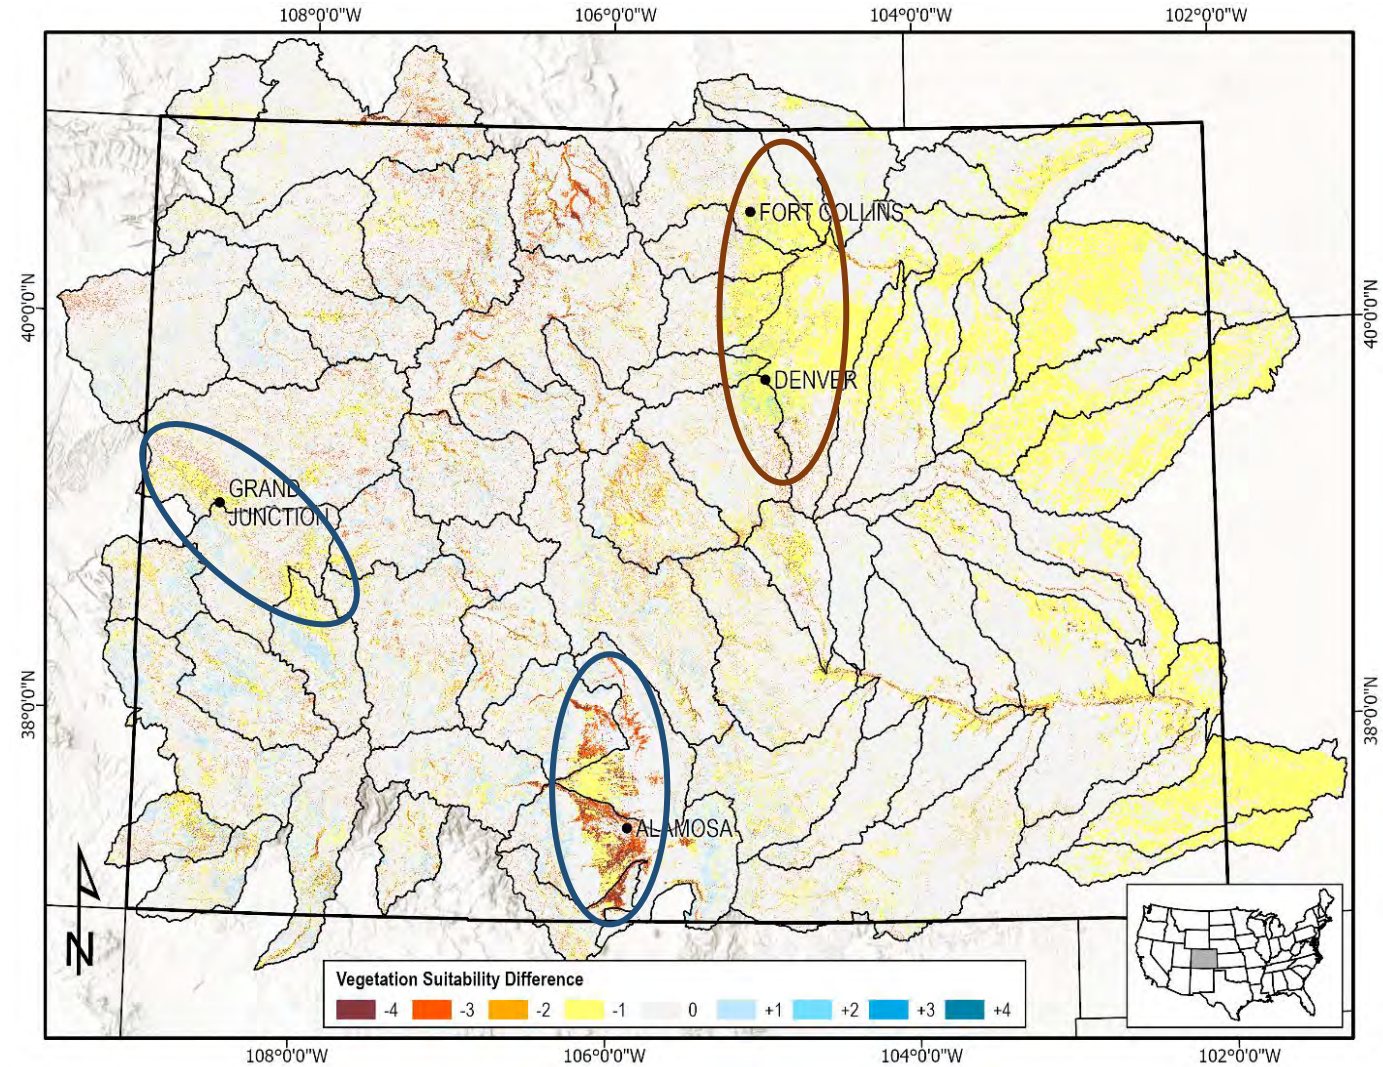 108°0'0"W 106°0'0"W 104°0'0"W 102°0'0"W
FORT COLLINS
40°0'0"N
40°0'0"N
DENVER
GRAND
JUNCTION
38°0'0"N
38°0'0"N
ALAMOSA
N
Vegetation Suitability Difference
-4 -3 -2 -1 0 +1 +2 +3 +4
108°0'0"W 106°0'0"W 104°0'0"W 102°0'0"W